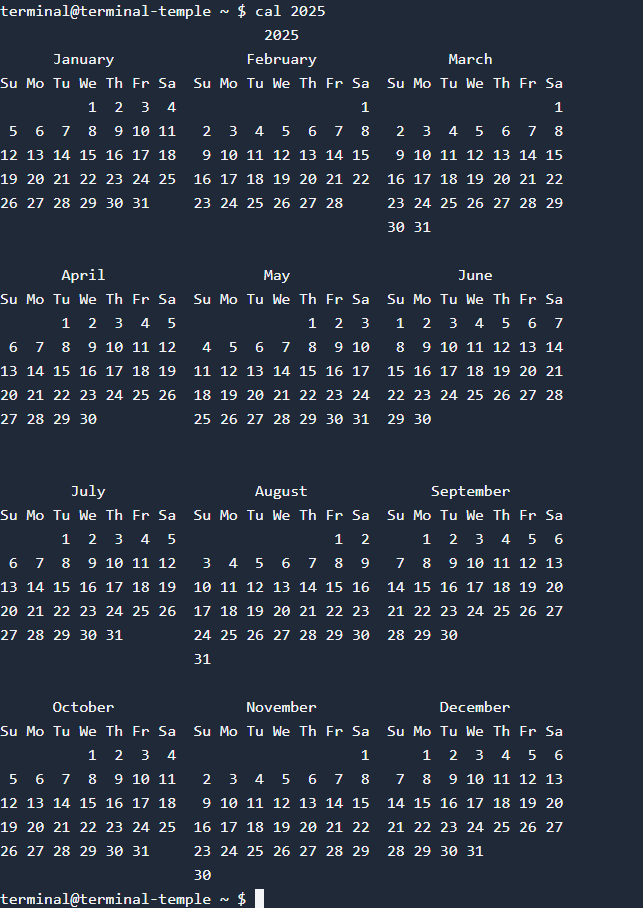 terminal@terminal-temple ~ $ cal 2025
                              2025
      January               February               March
Su Mo Tu We Th Fr Sa  Su Mo Tu We Th Fr Sa  Su Mo Tu We Th Fr Sa
          1  2  3  4                     1                     1
 5  6  7  8  9 10 11   2  3  4  5  6  7  8   2  3  4  5  6  7  8
12 13 14 15 16 17 18   9 10 11 12 13 14 15   9 10 11 12 13 14 15
19 20 21 22 23 24 25  16 17 18 19 20 21 22  16 17 18 19 20 21 22
26 27 28 29 30 31     23 24 25 26 27 28     23 24 25 26 27 28 29
                                            30 31

       April                  May                   June
Su Mo Tu We Th Fr Sa  Su Mo Tu We Th Fr Sa  Su Mo Tu We Th Fr Sa
       1  2  3  4  5               1  2  3   1  2  3  4  5  6  7
 6  7  8  9 10 11 12   4  5  6  7  8  9 10   8  9 10 11 12 13 14
13 14 15 16 17 18 19  11 12 13 14 15 16 17  15 16 17 18 19 20 21
20 21 22 23 24 25 26  18 19 20 21 22 23 24  22 23 24 25 26 27 28
27 28 29 30           25 26 27 28 29 30 31  29 30

        July                 August              September
Su Mo Tu We Th Fr Sa  Su Mo Tu We Th Fr Sa  Su Mo Tu We Th Fr Sa
       1  2  3  4  5                  1  2      1  2  3  4  5  6
 6  7  8  9 10 11 12   3  4  5  6  7  8  9   7  8  9 10 11 12 13
13 14 15 16 17 18 19  10 11 12 13 14 15 16  14 15 16 17 18 19 20
20 21 22 23 24 25 26  17 18 19 20 21 22 23  21 22 23 24 25 26 27
27 28 29 30 31        24 25 26 27 28 29 30  28 29 30
                      31

      October               November              December
Su Mo Tu We Th Fr Sa  Su Mo Tu We Th Fr Sa  Su Mo Tu We Th Fr Sa
          1  2  3  4                     1      1  2  3  4  5  6
 5  6  7  8  9 10 11   2  3  4  5  6  7  8   7  8  9 10 11 12 13
12 13 14 15 16 17 18   9 10 11 12 13 14 15  14 15 16 17 18 19 20
19 20 21 22 23 24 25  16 17 18 19 20 21 22  21 22 23 24 25 26 27
26 27 28 29 30 31     23 24 25 26 27 28 29  28 29 30 31
                      30
terminal@terminal-temple ~ $